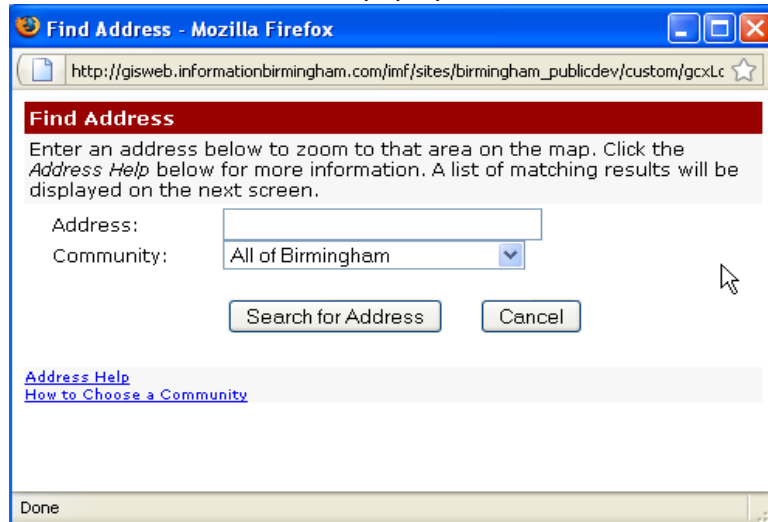 Find Address - Mozilla Firefox
http://gisweb.informationbirmingham.com/imf/sites/birmingham_publicdev/custom/gcxLc
Find Address
Enter an address below to zoom to that area on the map. Click the
Address Help below for more information. A list of matching results will be
displayed on the next screen.
Address:
Community: All of Birmingham
Search for Address Cancel
Address Help
How to Choose a Community
Done